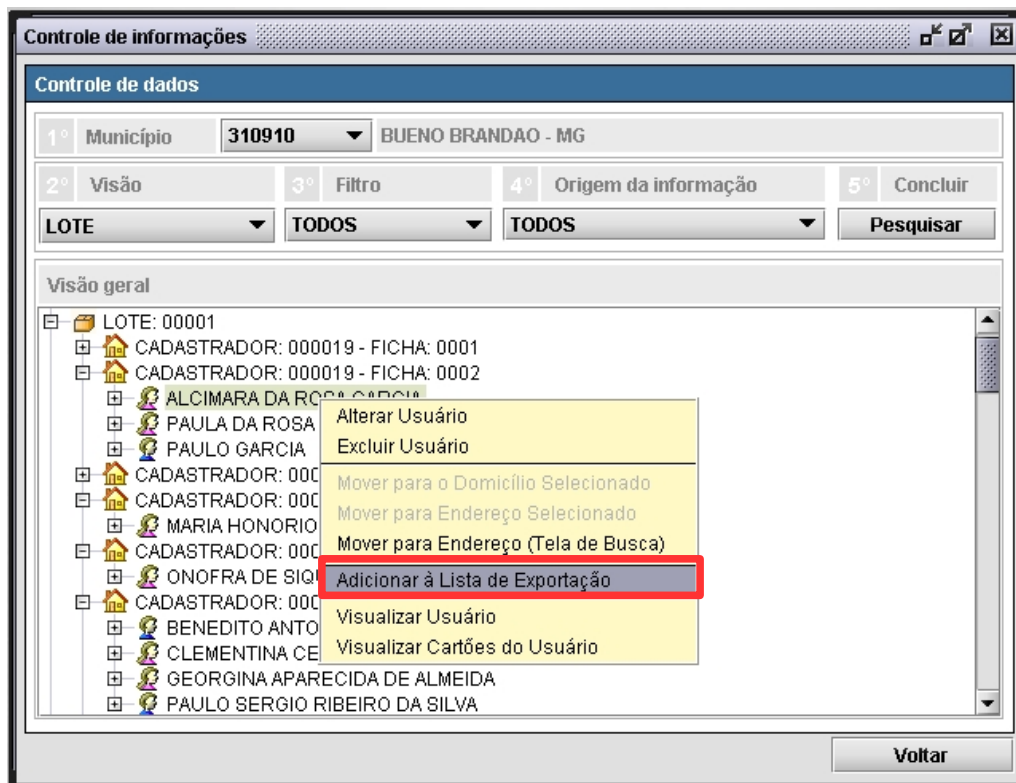 Controle de informações
Controle de dados
1º Município 310910 BUENO BRANDAO - MG
2º Visão 3º Filtro 4º Origem da informação 5º Concluir
LOTE TODOS TODOS Pesquisar
Visão geral
LOTE: 00001
CADASTRADOR: 000019 - FICHA: 0001
CADASTRADOR: 000019 - FICHA: 0002
ALCIMARA DA ROSA GARCIA
Alterar Usuário
PAULA DA ROSA
Excluir Usuário
PAULO GARCIA
CADASTRADOR: 000
Mover para o Domicílio Selecionado
CADASTRADOR: 000
Mover para Endereço Selecionado
MARIA HONORIO
Mover para Endereço (Tela de Busca)
CADASTRADOR: 000
Adicionar à Lista de Exportação
ONOFRA DE SIQU
CADASTRADOR: 000
Visualizar Usuário
BENEDITO ANTO
Visualizar Cartões do Usuário
CLEMENTINA CE
GEORGINA APARECIDA DE ALMEIDA
PAULO SERGIO RIBEIRO DA SILVA
Voltar